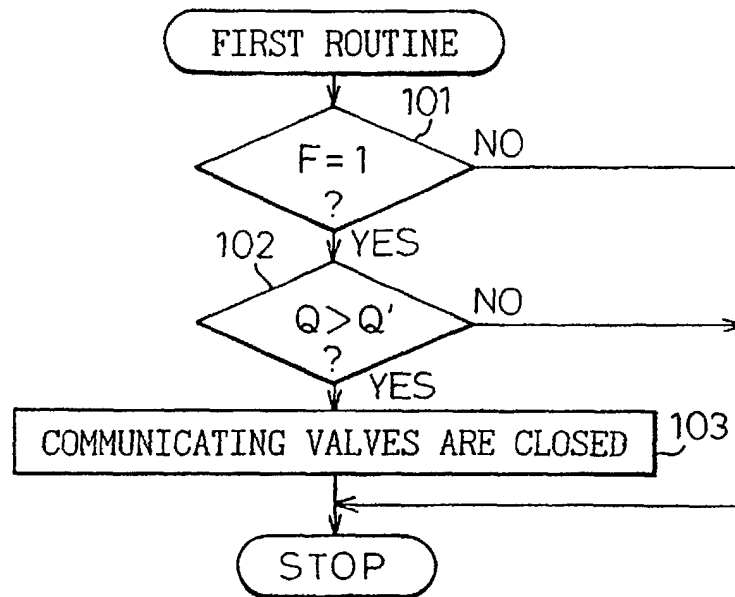 FIRST ROUTINE
101
F=1
?
NO
YES
102
Q>Q'
?
NO
YES
COMMUNICATING VALVES ARE CLOSED
103
STOP